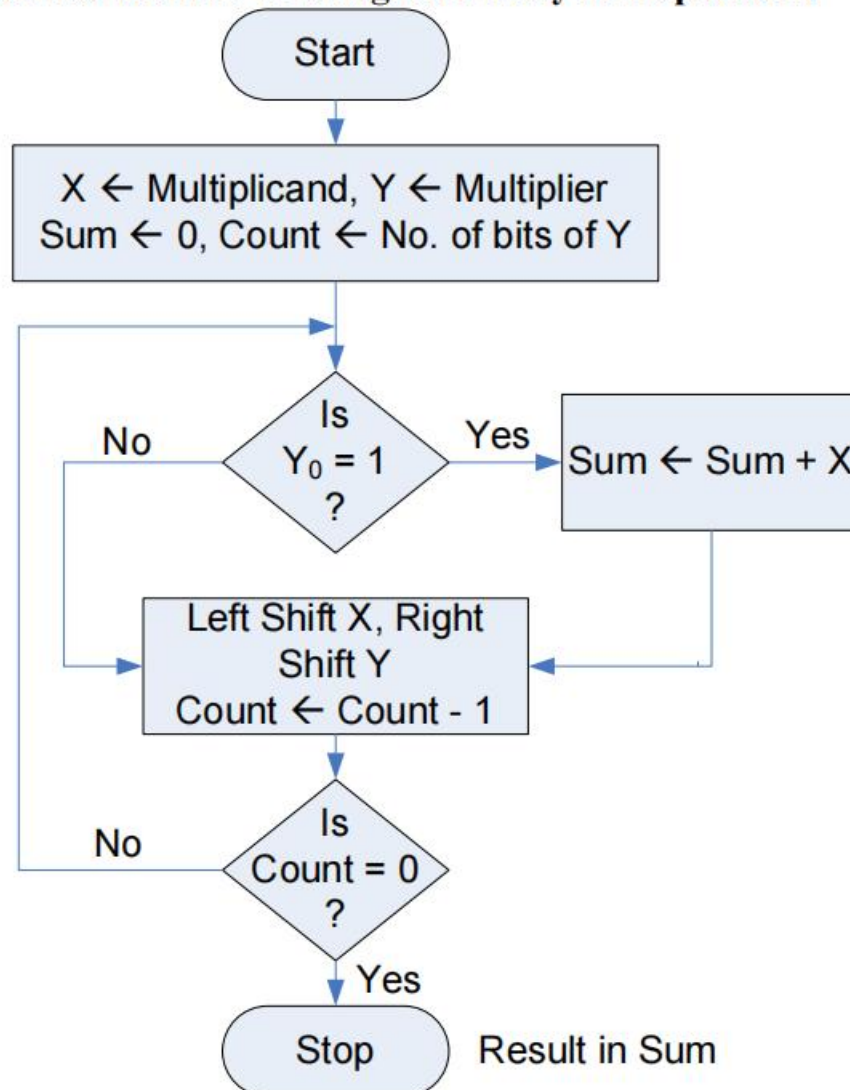 Start
X ← Multiplicand, Y ← Multiplier
Sum ← 0, Count ← No. of bits of Y
Is
Y₀ = 1
?
No
Yes
Sum ← Sum + X
Left Shift X, Right
Shift Y
Count ← Count - 1
Is
Count = 0
?
No
Yes
Stop
Result in Sum